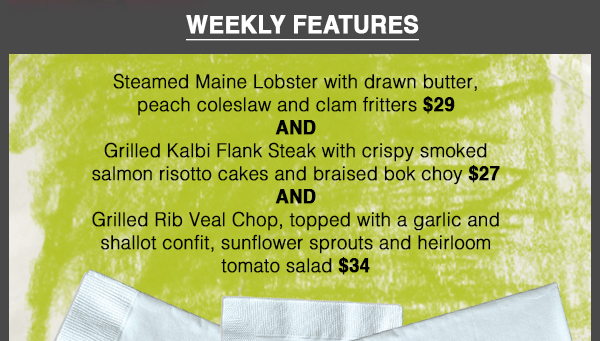 WEEKLY FEATURES
Steamed Maine Lobster with drawn butter,
peach coleslaw and clam fritters $29
AND
Grilled Kalbi Flank Steak with crispy smoked
salmon risotto cakes and braised bok choy $27
AND
Grilled Rib Veal Chop, topped with a garlic and
shallot confit, sunflower sprouts and heirloom
tomato salad $34